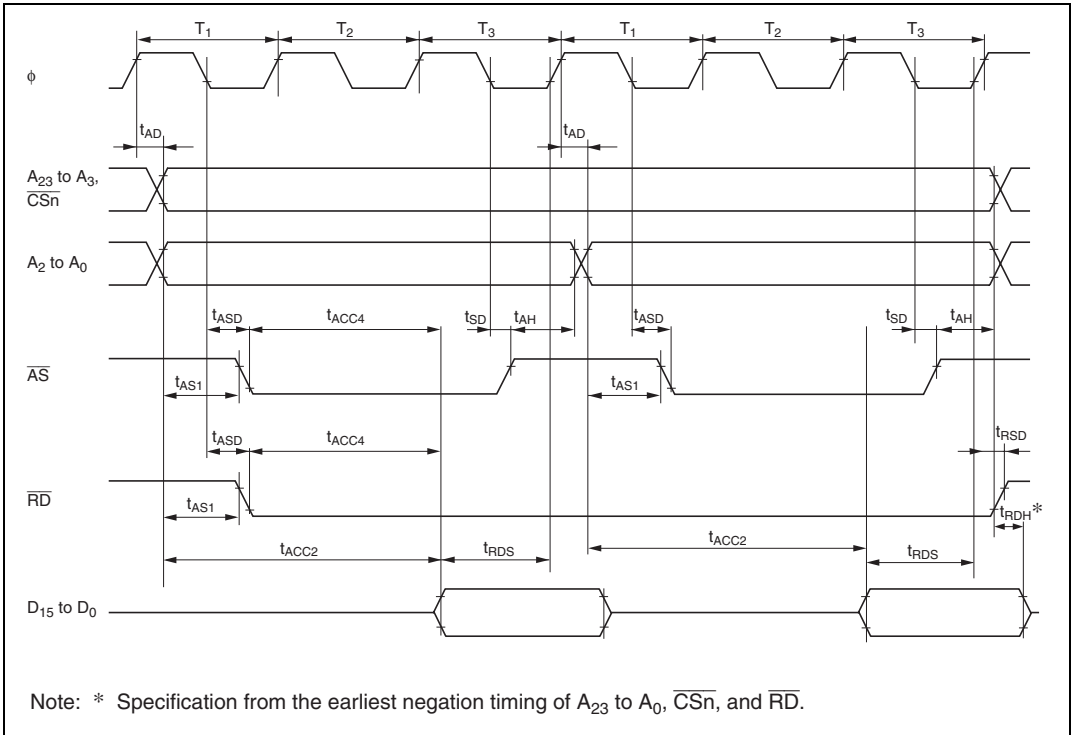 T1 T2 T3 T1 T2 T3
ϕ
tAD tAD
A23 to A3,
CSn
A2 to A0
tASD tACC4 tSD tAH tASD tSD tAH
AS
tAS1 tAS1
tASD tACC4 tRSD
RD
tAS1 tRDH*
tACC2 tRDS tACC2 tRDS
D15 to D0
Note: * Specification from the earliest negation timing of A23 to A0, CSn, and RD.